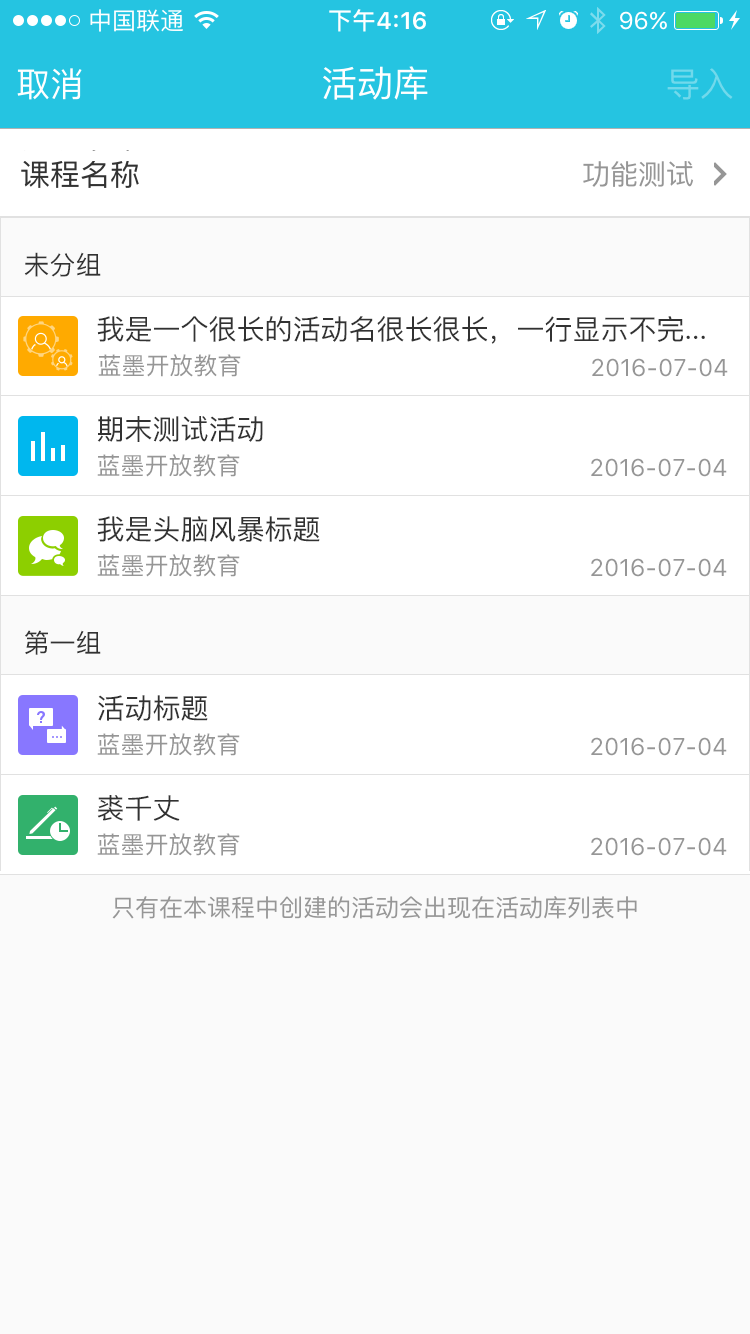 中国联通 下午4:16 96%
取消 活动库 导入
课程名称 功能测试
未分组
我是一个很长的活动名很长很长，一行显示不完...
蓝墨开放教育 2016-07-04
期末测试活动
蓝墨开放教育 2016-07-04
我是头脑风暴标题
蓝墨开放教育 2016-07-04
第一组
活动标题
蓝墨开放教育 2016-07-04
裘千丈
蓝墨开放教育 2016-07-04
只有在本课程中创建的活动会出现在活动库列表中